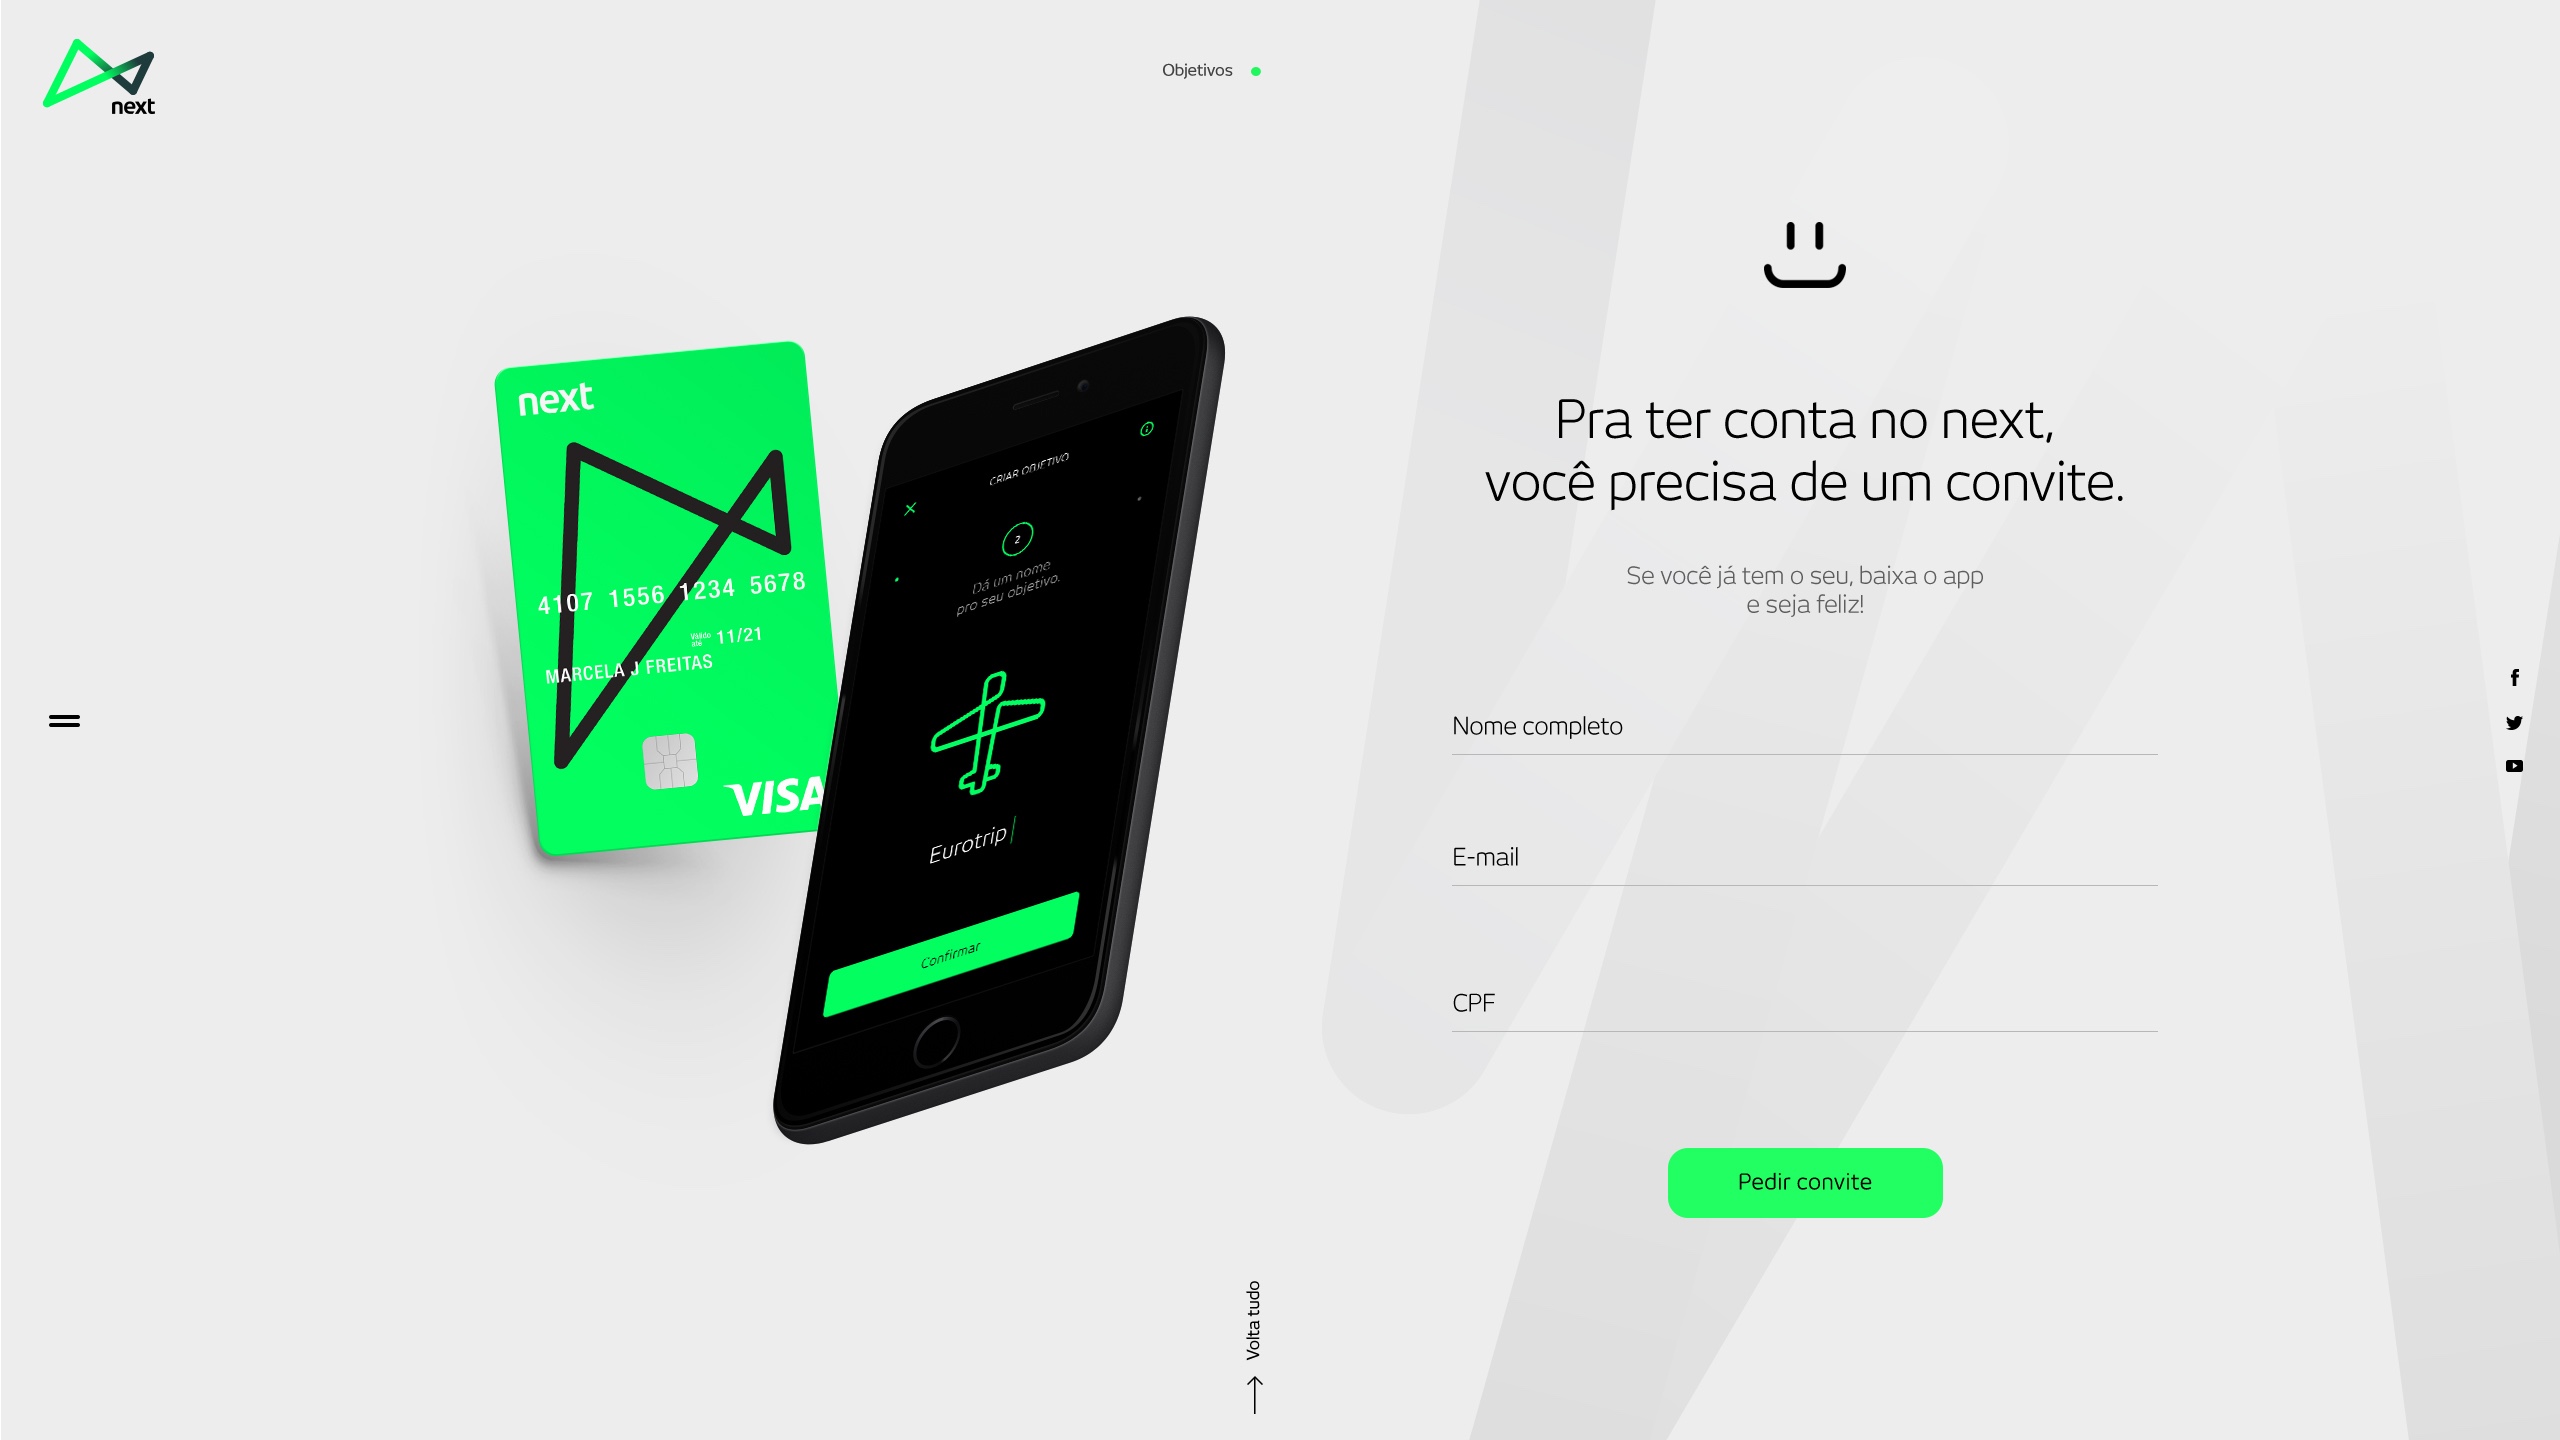 next
Objetivos
next
4107 1556 1234 5678
Válido
até
11/21
MARCELA J FREITAS
VISA
CRIAR OBJETIVO
2
Dá um nome
pro seu objetivo.
Eurotrip
Confirmar
Pra ter conta no next,
você precisa de um convite.
Se você já tem o seu, baixa o app
e seja feliz!
Nome completo
E-mail
CPF
Pedir convite
Volta tudo